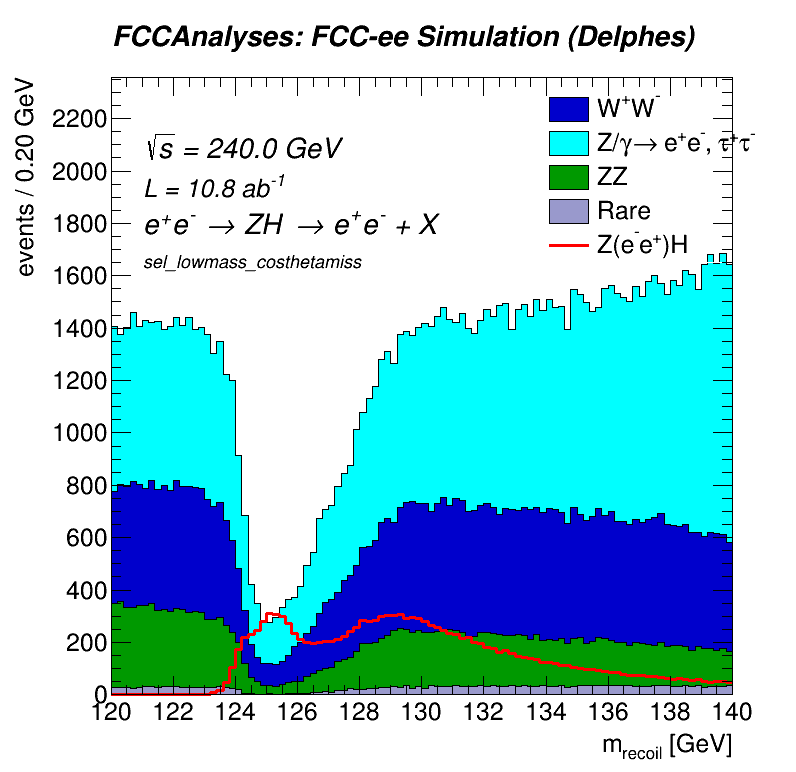 FCCAnalyses: FCC-ee Simulation (Delphes)
events / 0.20 GeV
2200
2000
1800
1600
1400
1200
1000
800
600
400
200
0
√s = 240.0 GeV
L = 10.8 ab⁻¹
e⁺e⁻ → ZH → e⁺e⁻ + X
sel_lowmass_costhetamiss
W⁺W⁻
Z/γ→ e⁺e⁻, τ⁺τ⁻
ZZ
Rare
Z(e⁻e⁺)H
120 122 124 126 128 130 132 134 136 138 140
m_recoil [GeV]